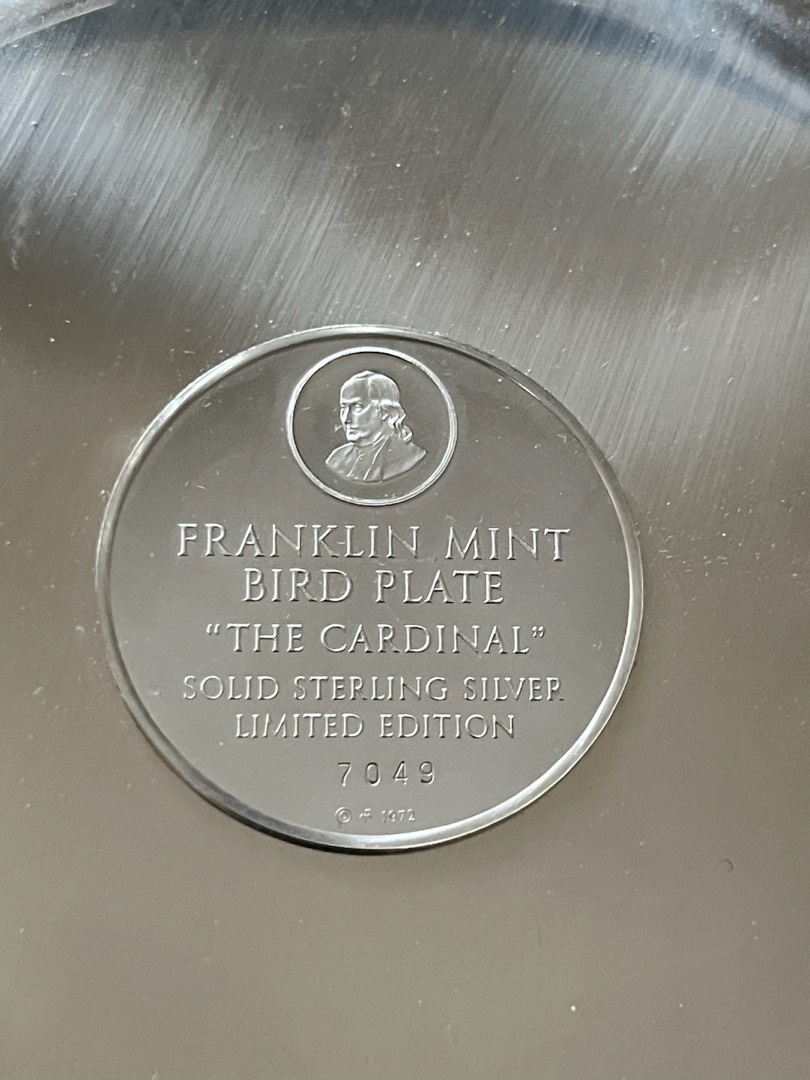 FRANKLIN MINT
BIRD PLATE
“THE CARDINAL”
SOLID STERLING SILVER
LIMITED EDITION
7049
© 1972